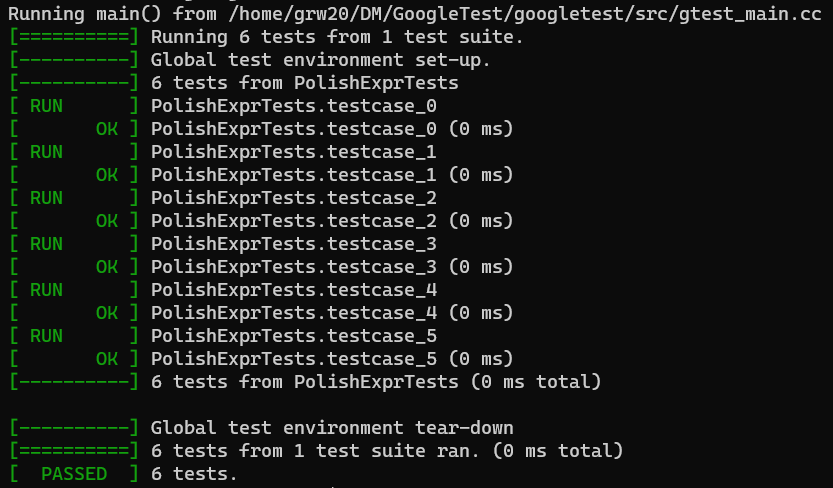 Running main() from /home/grw20/DM/GoogleTest/googletest/src/gtest_main.cc
[==========] Running 6 tests from 1 test suite.
[----------] Global test environment set-up.
[----------] 6 tests from PolishExprTests
[ RUN      ] PolishExprTests.testcase_0
[       OK ] PolishExprTests.testcase_0 (0 ms)
[ RUN      ] PolishExprTests.testcase_1
[       OK ] PolishExprTests.testcase_1 (0 ms)
[ RUN      ] PolishExprTests.testcase_2
[       OK ] PolishExprTests.testcase_2 (0 ms)
[ RUN      ] PolishExprTests.testcase_3
[       OK ] PolishExprTests.testcase_3 (0 ms)
[ RUN      ] PolishExprTests.testcase_4
[       OK ] PolishExprTests.testcase_4 (0 ms)
[ RUN      ] PolishExprTests.testcase_5
[       OK ] PolishExprTests.testcase_5 (0 ms)
[----------] 6 tests from PolishExprTests (0 ms total)
[----------] Global test environment tear-down
[==========] 6 tests from 1 test suite ran. (0 ms total)
[  PASSED  ] 6 tests.